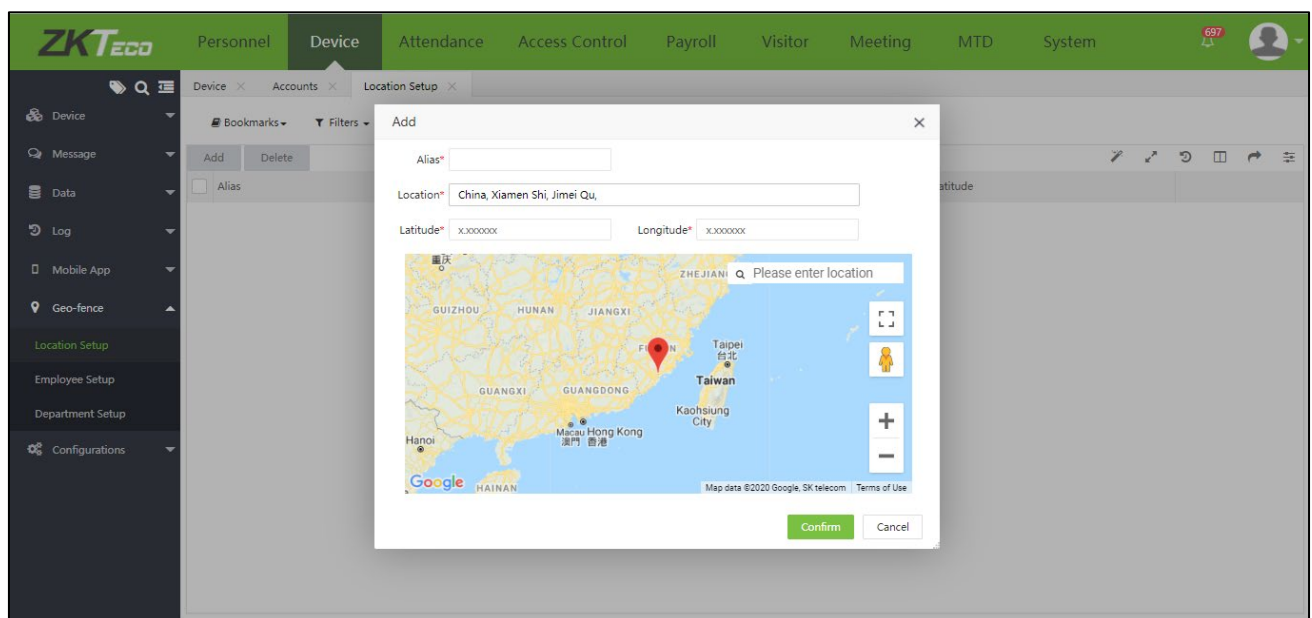 ZKTeco
Personnel Device Attendance Access Control Payroll Visitor Meeting MTD System 697
Device Accounts Location Setup
Device
Message
Data
Log
Mobile App
Geo-fence
Location Setup
Employee Setup
Department Setup
Configurations
Bookmarks Filters
Add Delete
Alias atitude
Add
Alias*
Location* China, Xiamen Shi, Jimei Qu,
Latitude* x.xxxxxx Longitude* x.xxxxxx
重庆
ZHEJIAN
Please enter location
GUIZHOU HUNAN JIANGXI
Taipei
台北
GUANGXI GUANGDONG Taiwan
Kaohsiung
City
Macau Hong Kong
澳門 香港
Hanoi
Google HAINAN
Map data ©2020 Google, SK telecom Terms of Use
Confirm Cancel